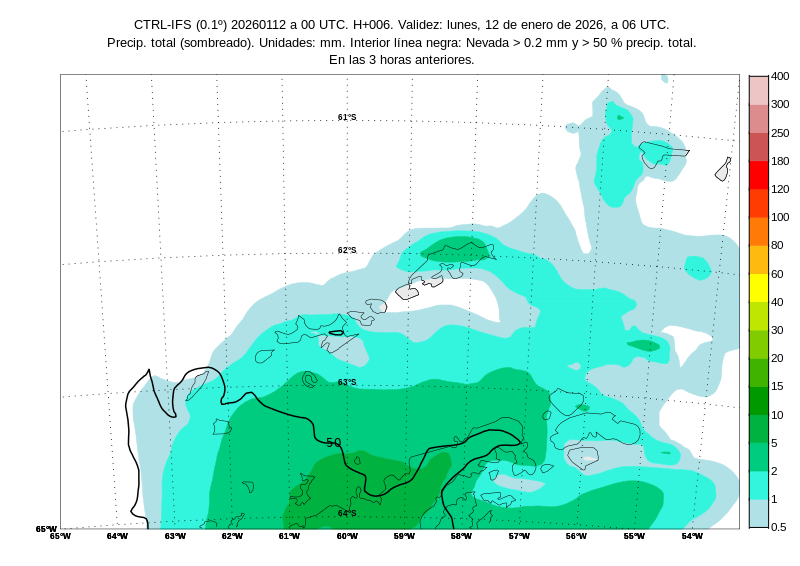 CTRL-IFS (0.1º) 20260112 a 00 UTC. H+006. Validez: lunes, 12 de enero de 2026, a 06 UTC.
Precip. total (sombreado). Unidades: mm. Interior línea negra: Nevada > 0.2 mm y > 50 % precip. total.
En las 3 horas anteriores.
400
300
250
180
120
100
80
60
40
30
20
15
10
5
2
1
0.5
61ºS
62ºS
63ºS
50
64ºS
65ºW
65ºW 64ºW 63ºW 62ºW 61ºW 60ºW 59ºW 58ºW 57ºW 56ºW 55ºW 54ºW